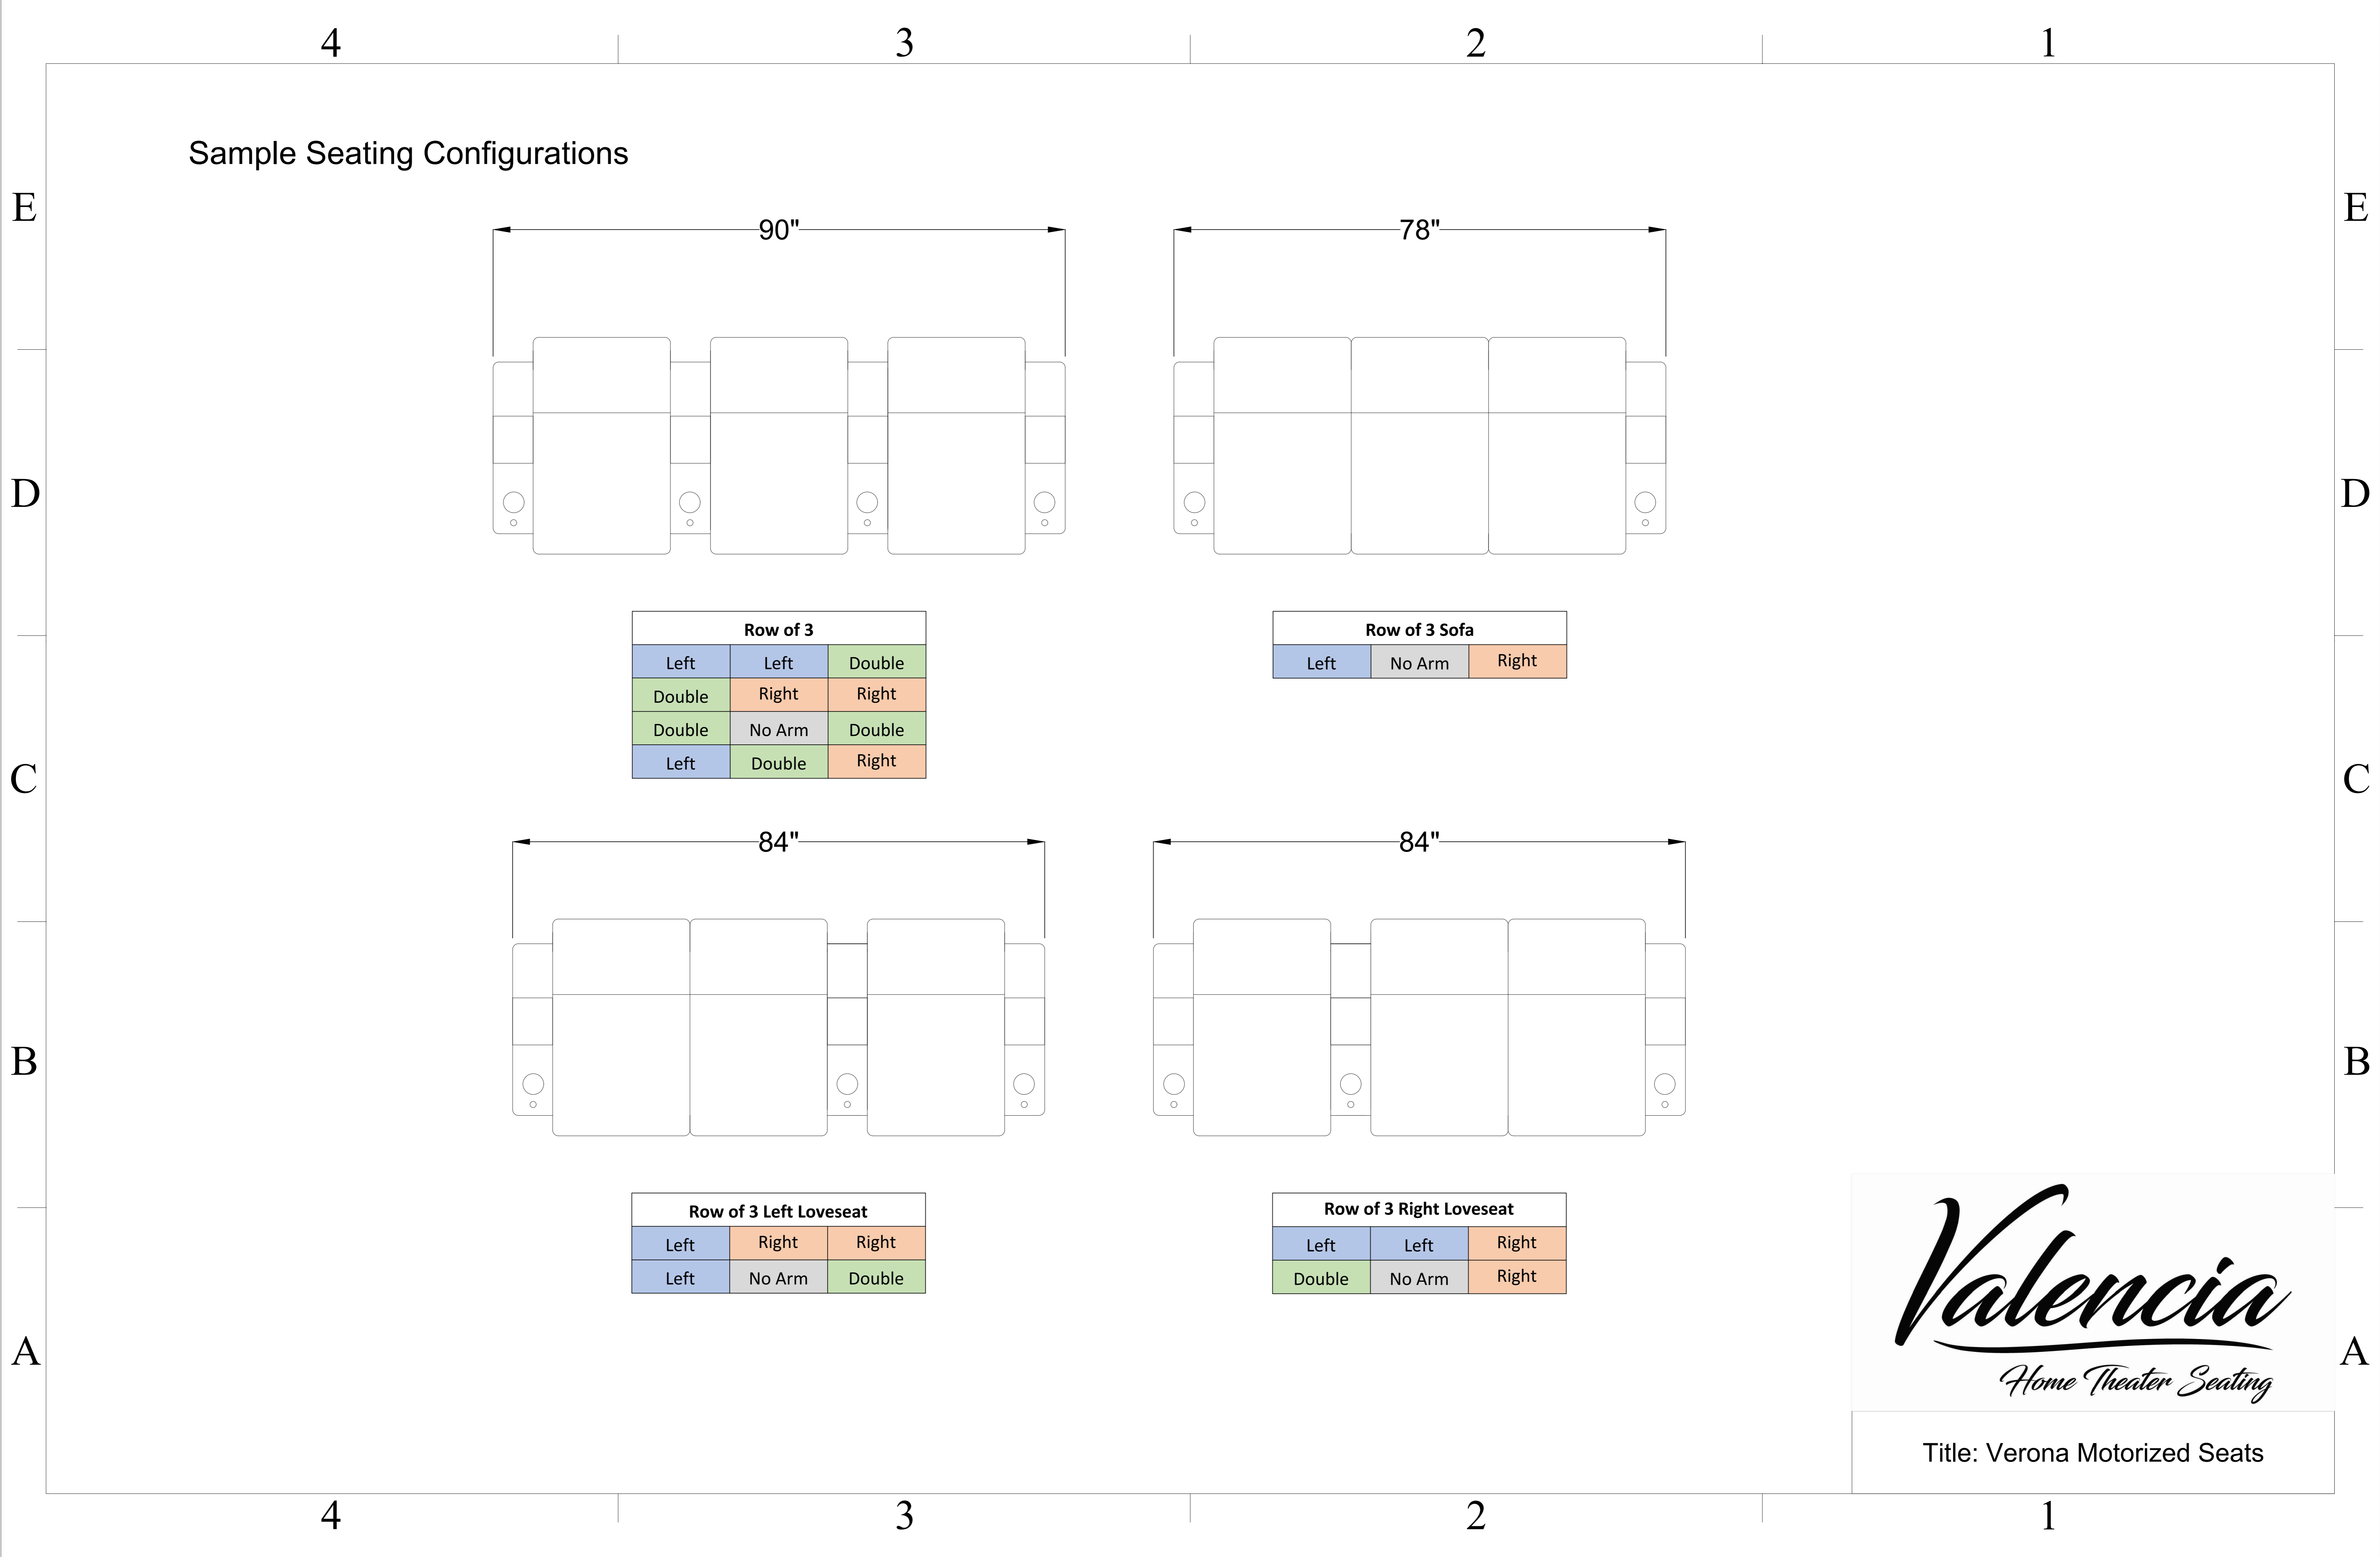 4 3 2 1
Sample Seating Configurations
E E
90" 78"
D D
Row of 3
Left Left Double
Double Right Right
Double No Arm Double
Left Double Right
Row of 3 Sofa
Left No Arm Right
C C
84" 84"
B B
Row of 3 Left Loveseat
Left Right Right
Left No Arm Double
Row of 3 Right Loveseat
Left Left Right
Double No Arm Right
Valencia
Home Theater Seating
A A
Title: Verona Motorized Seats
4 3 2 1